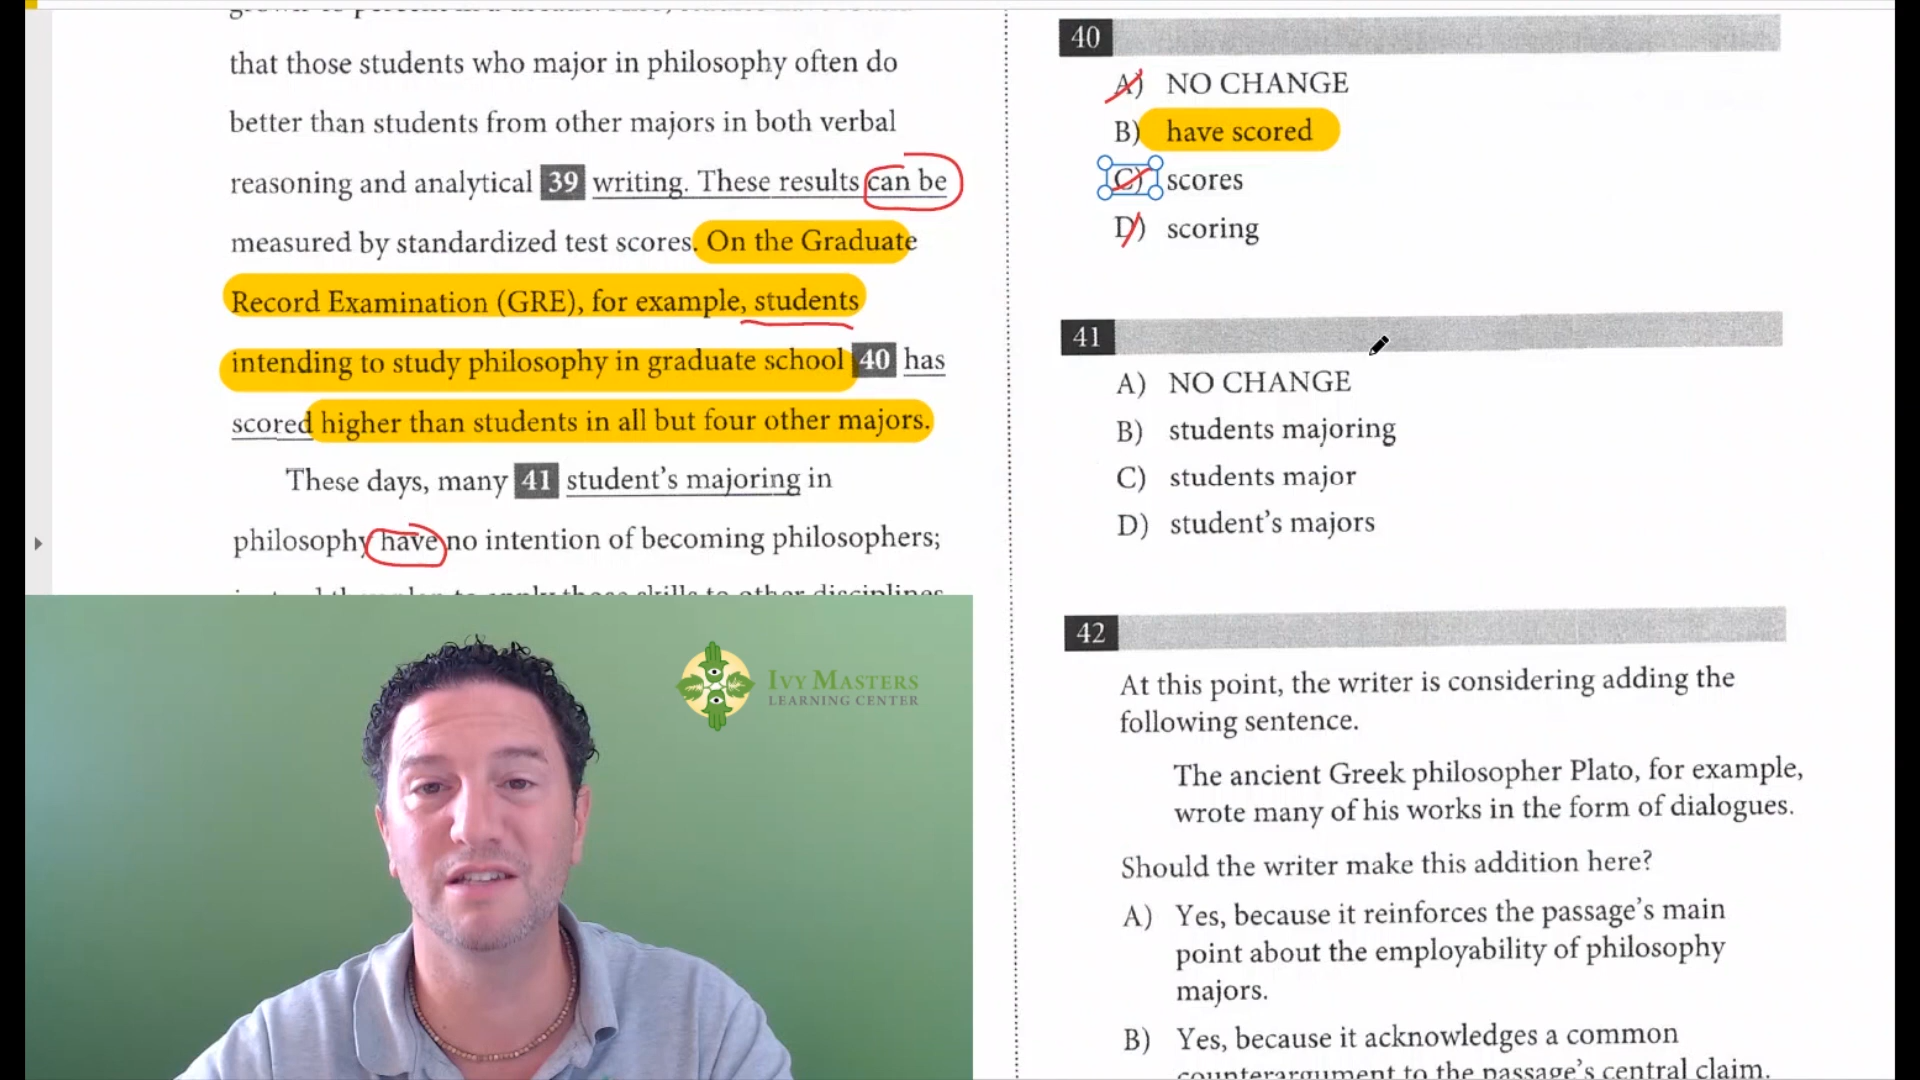 that those students who major in philosophy often do
better than students from other majors in both verbal
reasoning and analytical 39 writing. These results can be
measured by standardized test scores. On the Graduate
Record Examination (GRE), for example, students
intending to study philosophy in graduate school 40 has
scored higher than students in all but four other majors.
These days, many 41 student's majoring in
philosophy have no intention of becoming philosophers;
40
A) NO CHANGE
B) have scored
C) scores
D) scoring
41
A) NO CHANGE
B) students majoring
C) students major
D) student's majors
42
At this point, the writer is considering adding the
following sentence.
The ancient Greek philosopher Plato, for example,
wrote many of his works in the form of dialogues.
Should the writer make this addition here?
A) Yes, because it reinforces the passage's main
point about the employability of philosophy
majors.
B) Yes, because it acknowledges a common
counterargument to the passage's central claim.
IVY MASTERS
LEARNING CENTER